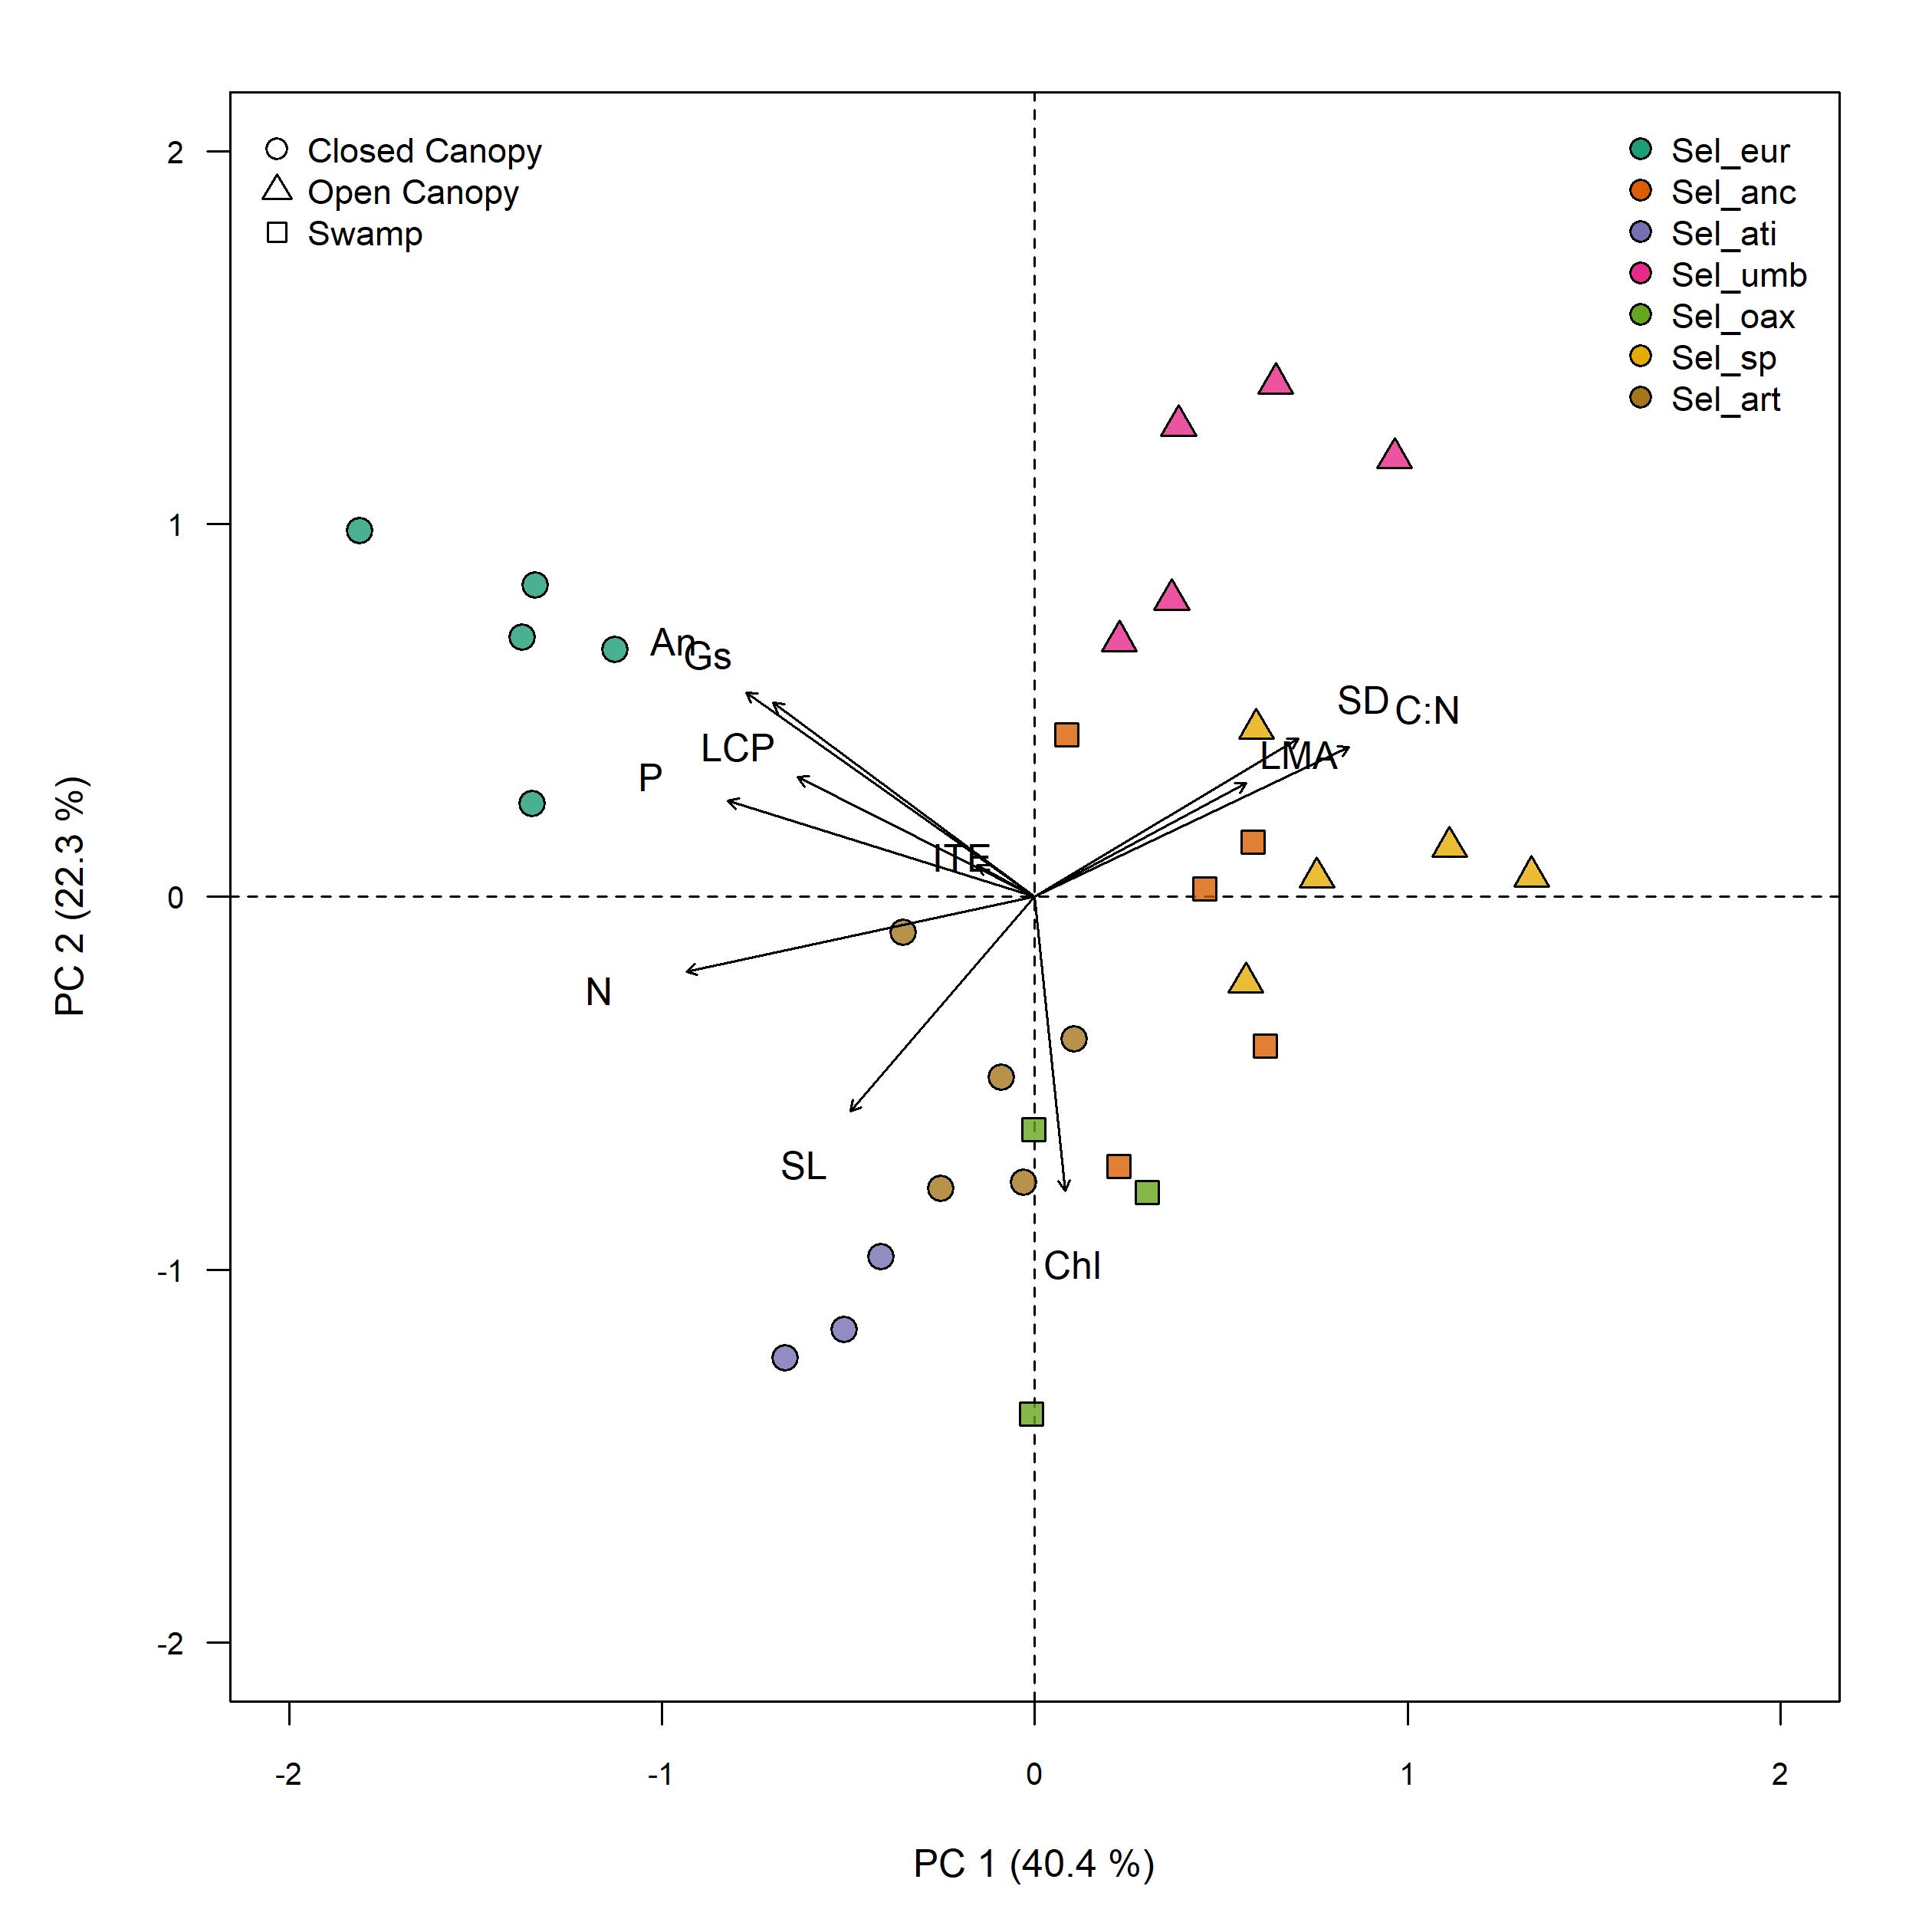 Closed Canopy
Open Canopy
Swamp
Sel_eur
Sel_anc
Sel_ati
Sel_umb
Sel_oax
Sel_sp
Sel_art
2
1
0
-1
-2
PC 2 (22.3 %)
An
Gs
LCP
P
ITE
N
SL
Chl
SD
C:N
LMA
-2
-1
0
1
2
PC 1 (40.4 %)